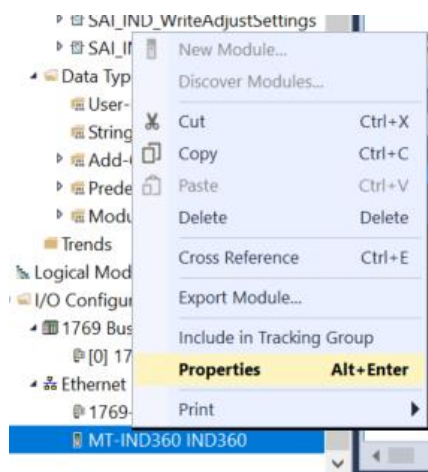 SAI_IND_WriteAdjustSettings
New Module...
Discover Modules...
Data Typ
User-
String
Cut Ctrl+X
Add-
Copy Ctrl+C
Prede
Paste Ctrl+V
Modu
Delete Delete
Trends
Cross Reference Ctrl+E
Logical Mod
Export Module...
I/O Configur
1769 Bus
Include in Tracking Group
[0] 17
Properties Alt+Enter
Ethernet
1769-
Print
MT-IND360 IND360